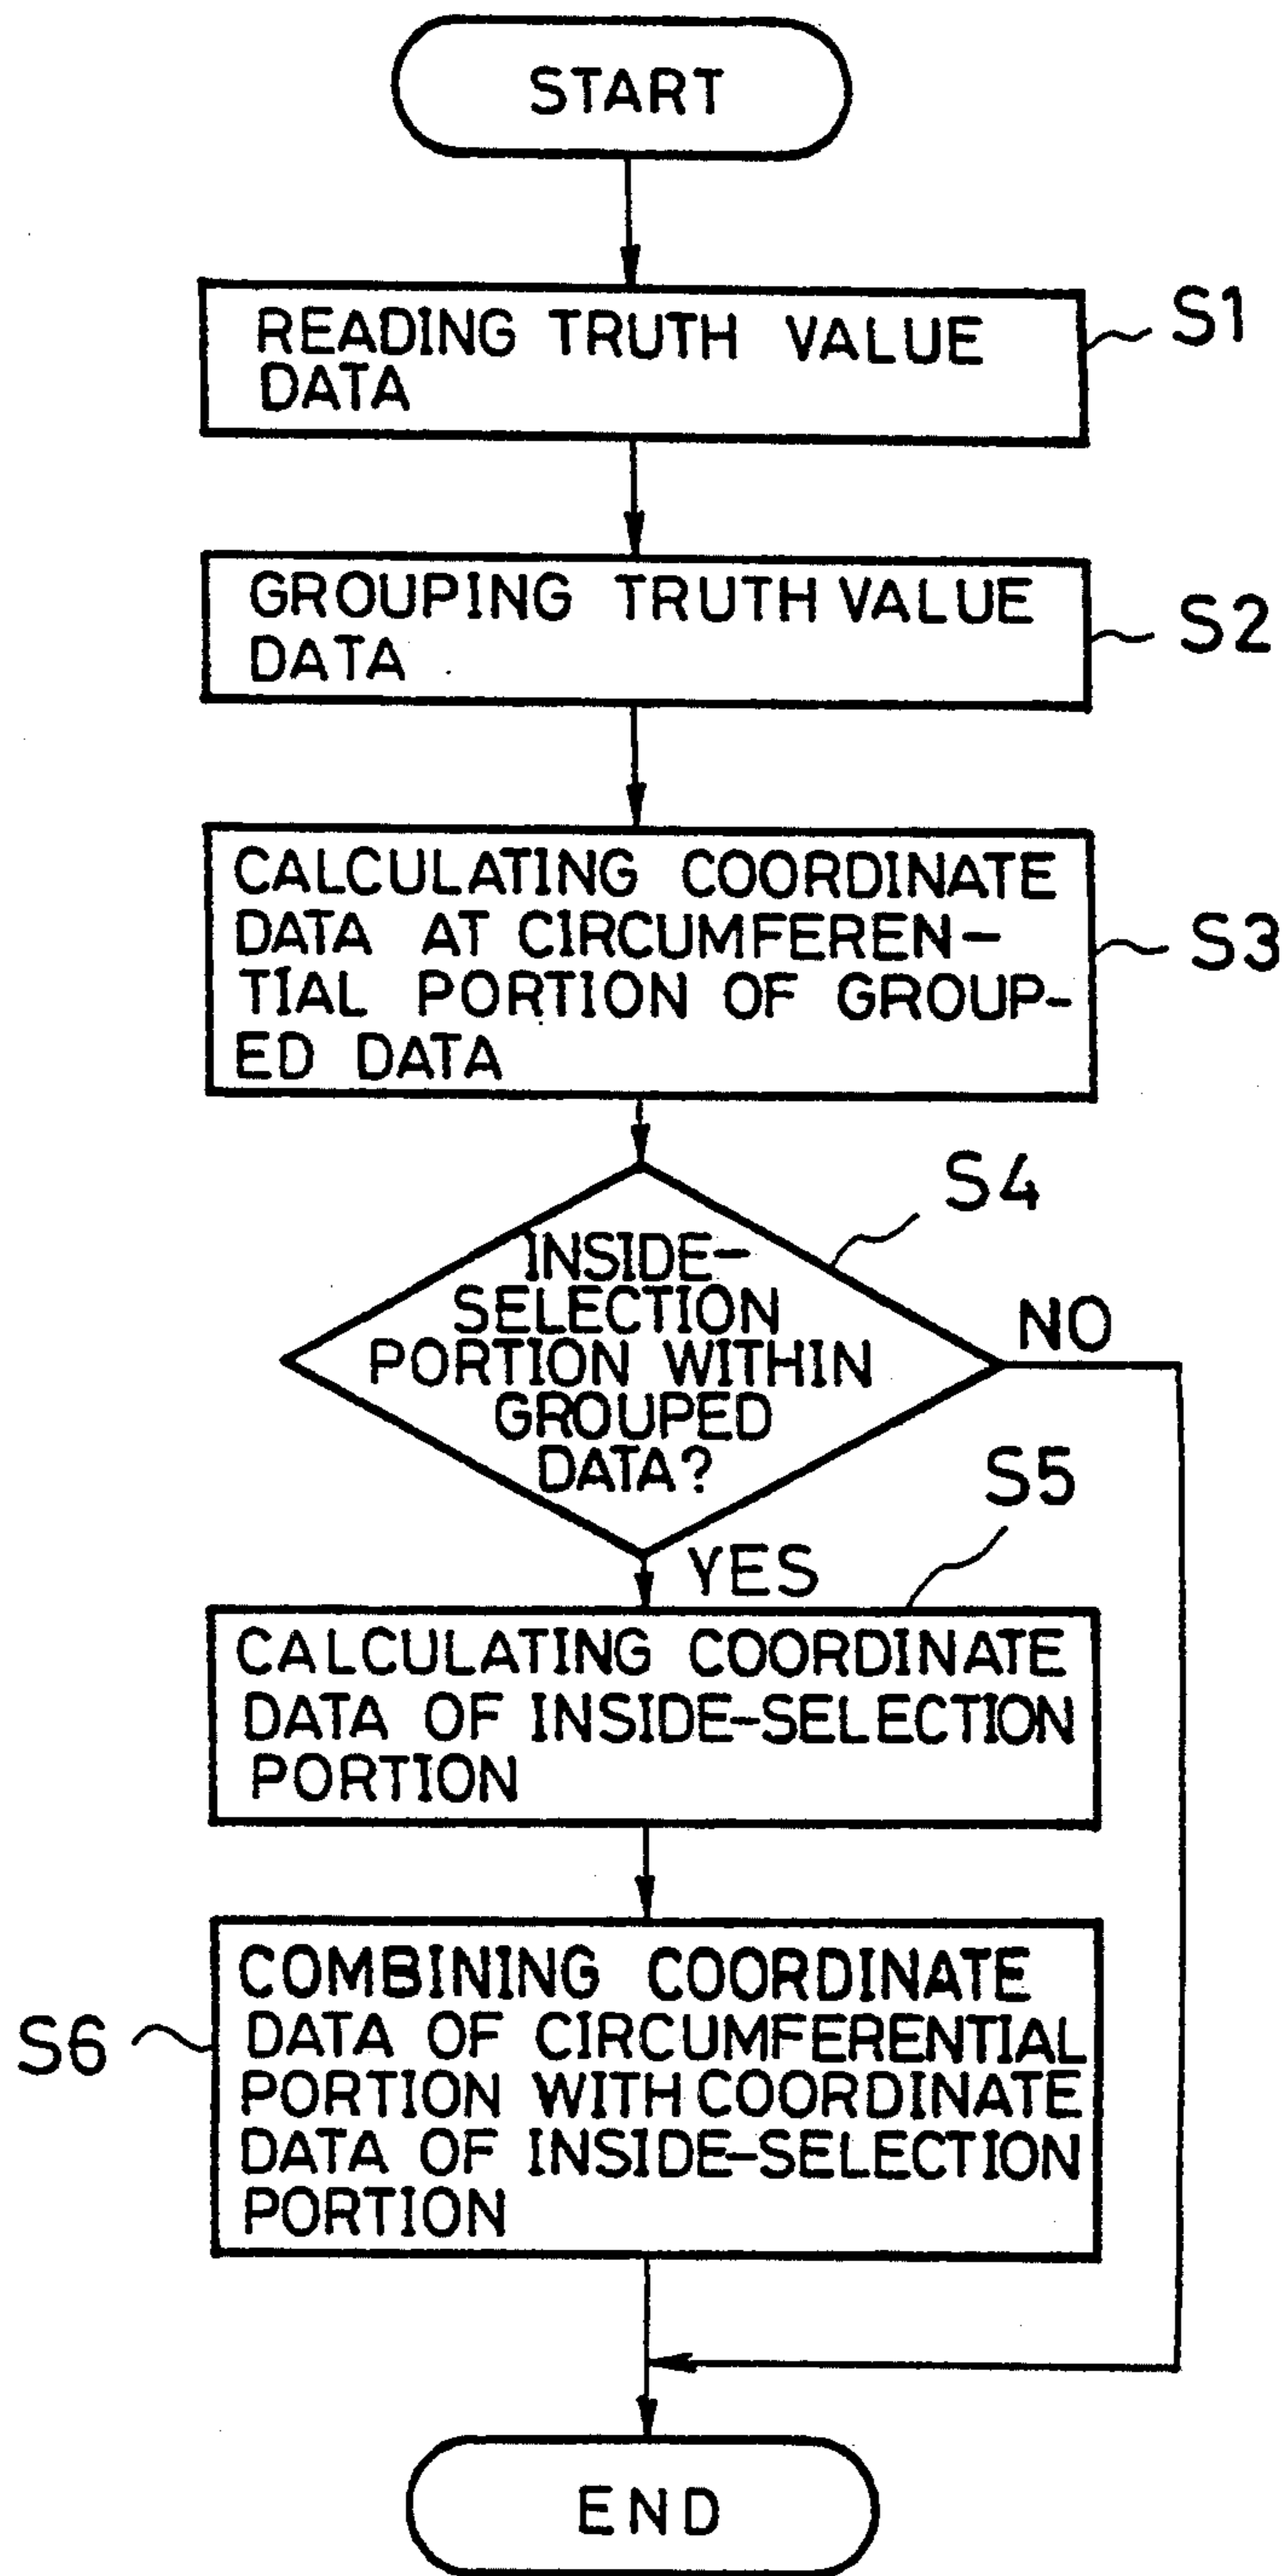 START
READING TRUTH VALUE
DATA
S1
GROUPING TRUTH VALUE
DATA
S2
CALCULATING COORDINATE
DATA AT CIRCUMFEREN-
TIAL PORTION OF GROUP-
ED DATA
S3
S4
INSIDE-
SELECTION
PORTION WITHIN
GROUPED
DATA?
NO
YES
S5
CALCULATING COORDINATE
DATA OF INSIDE-SELECTION
PORTION
S6
COMBINING COORDINATE
DATA OF CIRCUMFERENTIAL
PORTION WITH COORDINATE
DATA OF INSIDE-SELECTION
PORTION
END